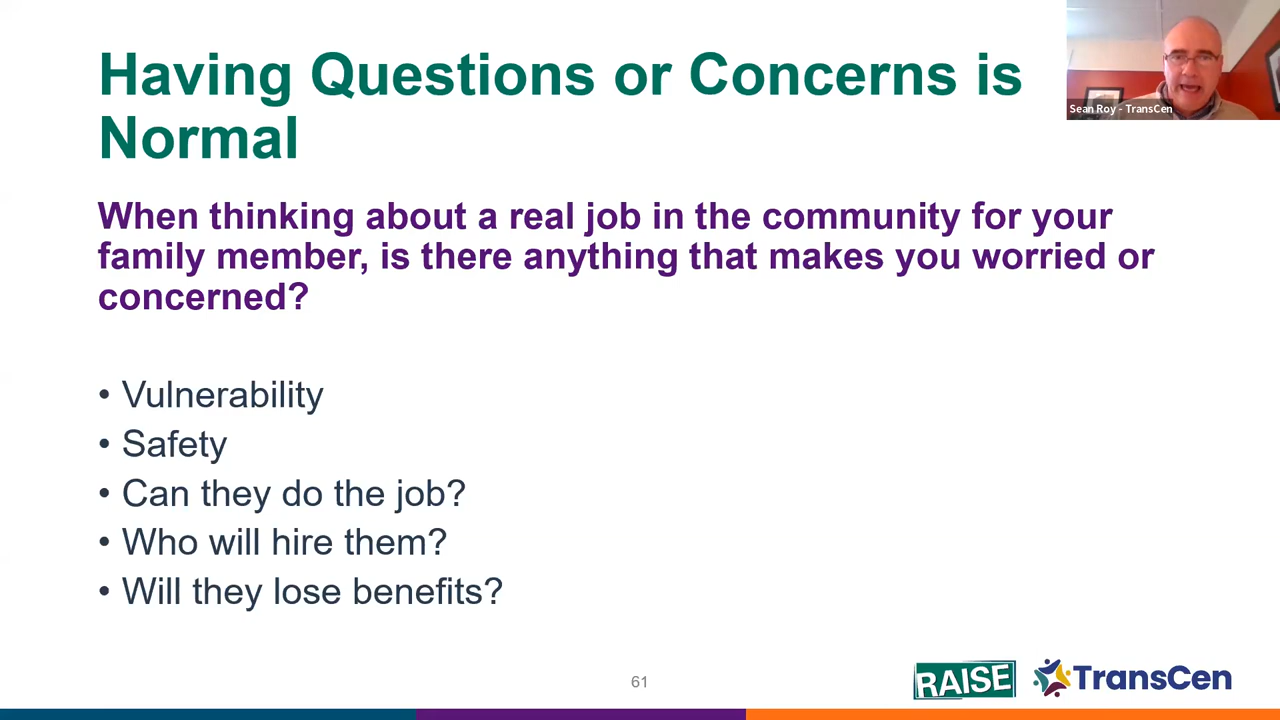 Having Questions or Concerns is
Normal
Sean Roy - TransCen
When thinking about a real job in the community for your
family member, is there anything that makes you worried or
concerned?
• Vulnerability
• Safety
• Can they do the job?
• Who will hire them?
• Will they lose benefits?
61
RAISE
TransCen